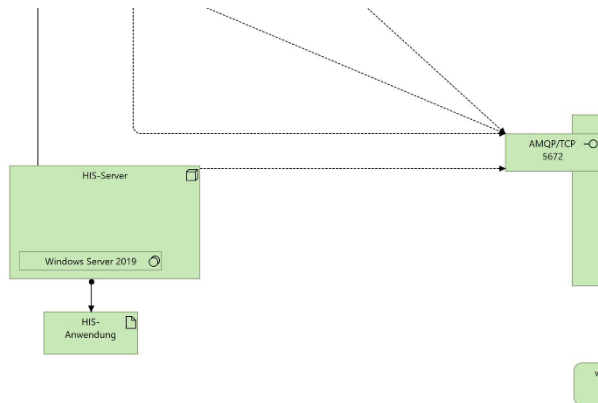 AMQP/TCP
5672
HIS-Server
Windows Server 2019
HIS-
Anwendung